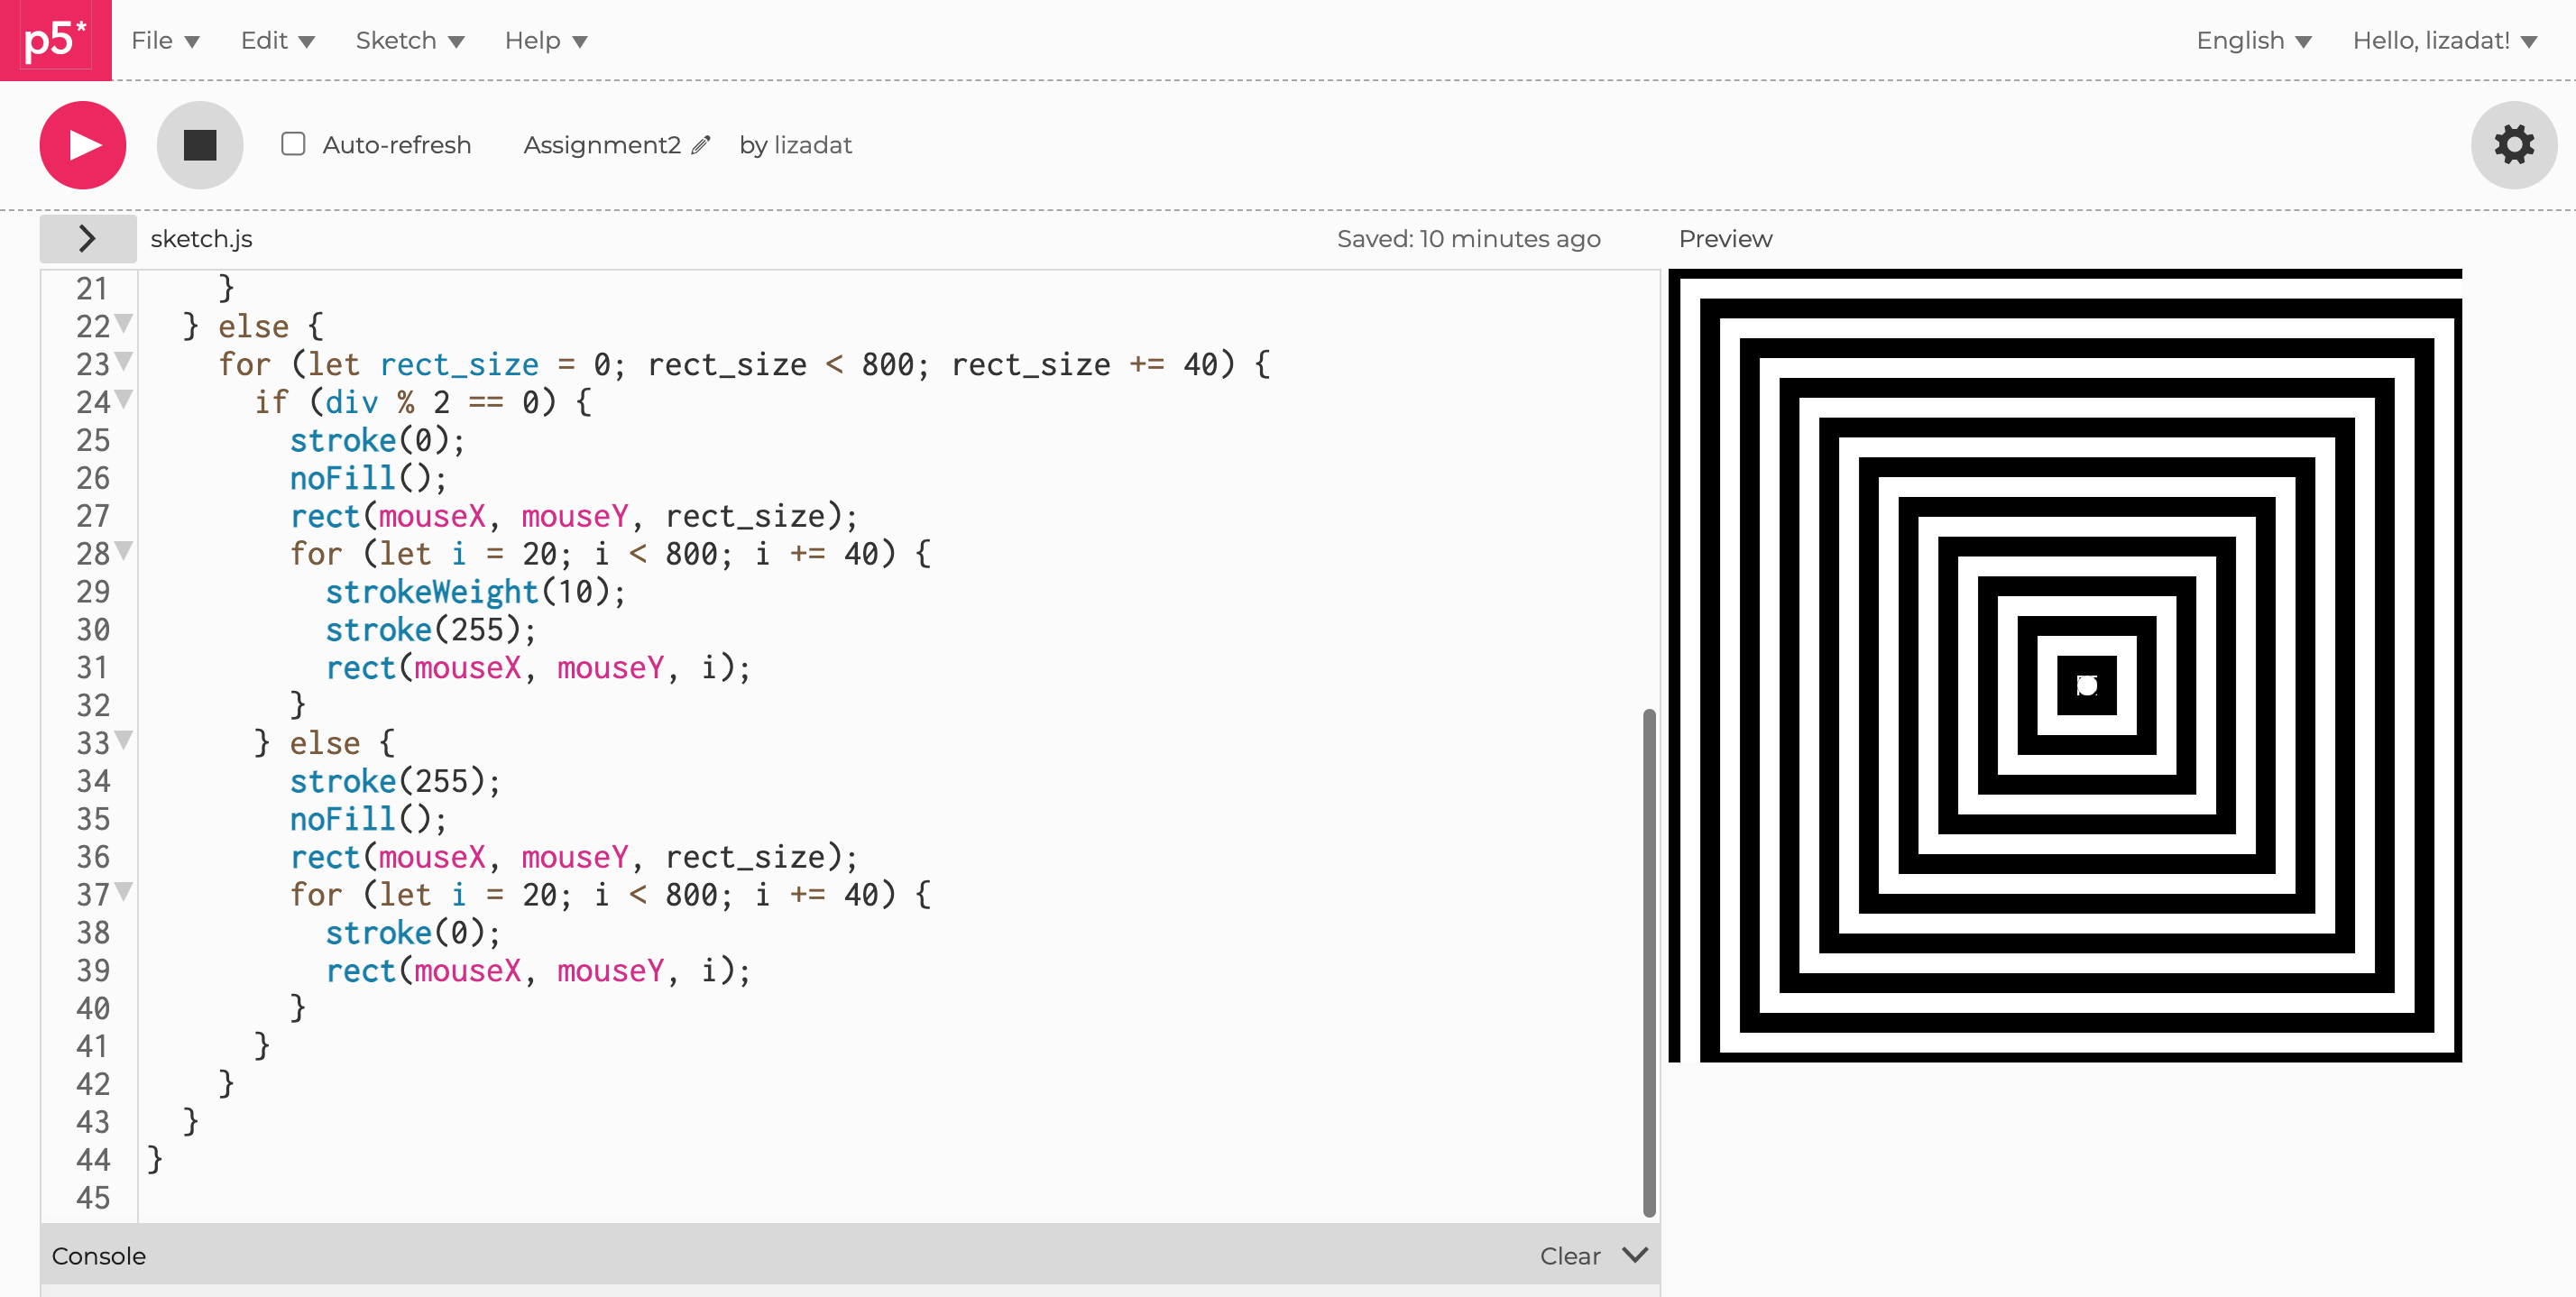 p5* File Edit Sketch Help English Hello, lizadat!
Auto-refresh Assignment2 by lizadat
sketch.js Saved: 10 minutes ago Preview
21 }
22 } else {
23 for (let rect_size = 0; rect_size < 800; rect_size += 40) {
24 if (div % 2 == 0) {
25 stroke(0);
26 noFill();
27 rect(mouseX, mouseY, rect_size);
28 for (let i = 20; i < 800; i += 40) {
29 strokeWeight(10);
30 stroke(255);
31 rect(mouseX, mouseY, i);
32 }
33 } else {
34 stroke(255);
35 noFill();
36 rect(mouseX, mouseY, rect_size);
37 for (let i = 20; i < 800; i += 40) {
38 stroke(0);
39 rect(mouseX, mouseY, i);
40 }
41 }
42 }
43 }
44 }
45
Console Clear